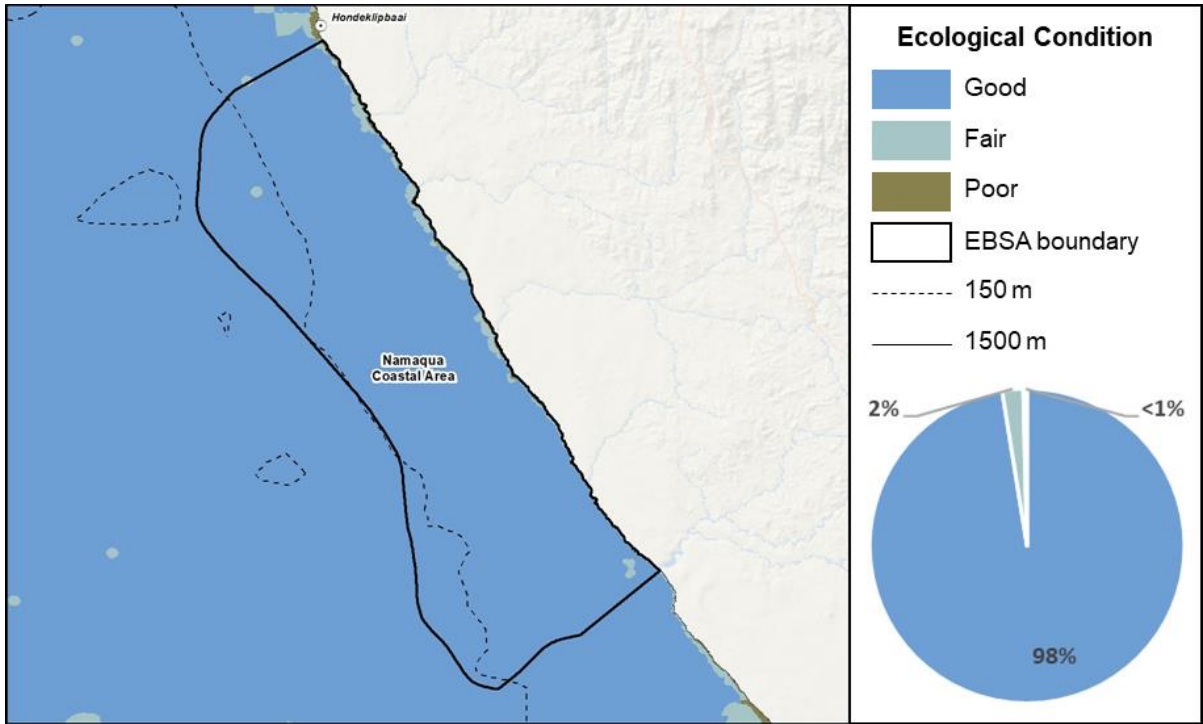 Hondeklipbaai
Namaqua
Coastal Area
Ecological Condition
Good
Fair
Poor
EBSA boundary
150 m
1500 m
2%
<1%
98%